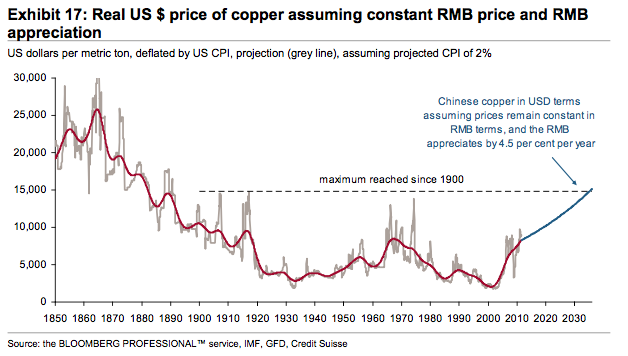 Exhibit 17: Real US $ price of copper assuming constant RMB price and RMB
appreciation
US dollars per metric ton, deflated by US CPI, projection (grey line), assuming projected CPI of 2%
30,000
25,000
20,000
15,000
10,000
5,000
0
Chinese copper in USD terms
assuming prices remain constant in
RMB terms, and the RMB
appreciates by 4.5 per cent per year
maximum reached since 1900
1850 1860 1870 1880 1890 1900 1910 1920 1930 1940 1950 1960 1970 1980 1990 2000 2010 2020 2030
Source: the BLOOMBERG PROFESSIONAL™ service, IMF, GFD, Credit Suisse